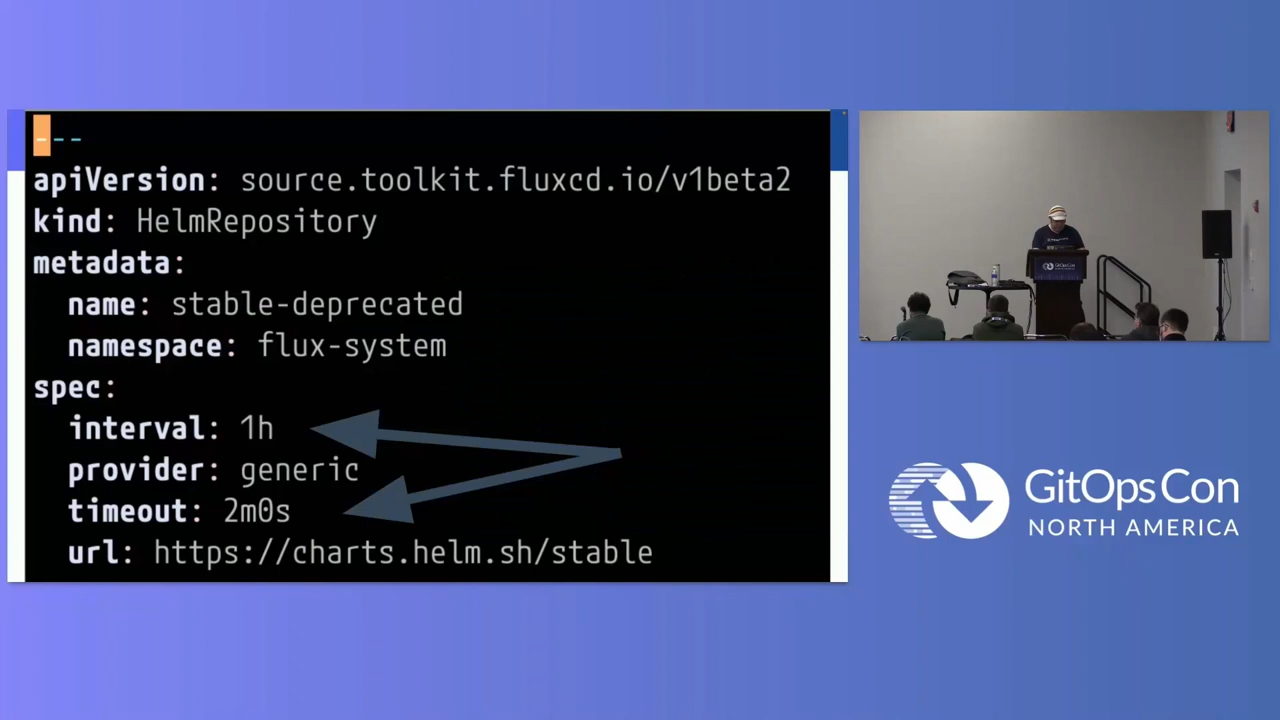 ---
apiVersion: source.toolkit.fluxcd.io/v1beta2
kind: HelmRepository
metadata:
  name: stable-deprecated
  namespace: flux-system
spec:
  interval: 1h
  provider: generic
  timeout: 2m0s
  url: https://charts.helm.sh/stable
GitOpsCon
NORTH AMERICA